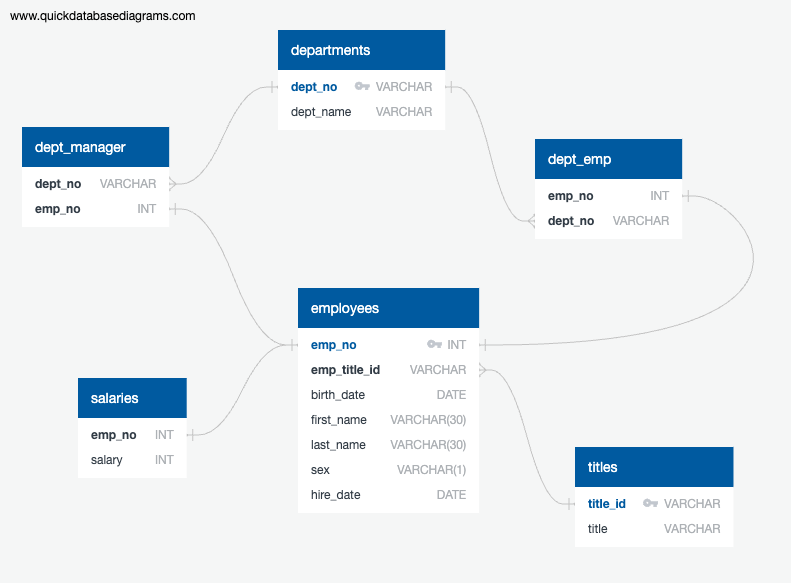 www.quickdatabasediagrams.com
departments
dept_no VARCHAR
dept_name VARCHAR
dept_manager
dept_no VARCHAR
emp_no INT
dept_emp
emp_no INT
dept_no VARCHAR
employees
emp_no INT
emp_title_id VARCHAR
birth_date DATE
first_name VARCHAR(30)
last_name VARCHAR(30)
sex VARCHAR(1)
hire_date DATE
salaries
emp_no INT
salary INT
titles
title_id VARCHAR
title VARCHAR